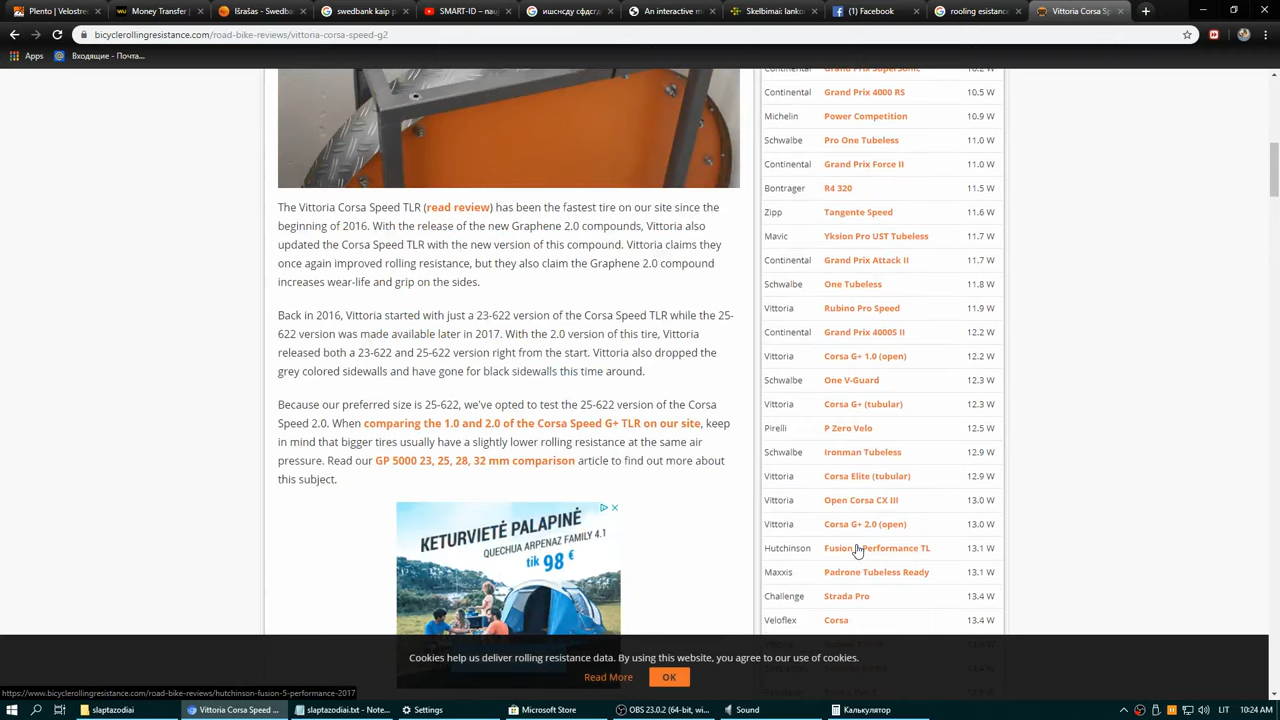 Plento | Velostre
Money Transfer |
Išrašas - Swedb
swedbank kaip p
SMART-ID – nau
ишснсду сфдсг
An interactive m
Skelbimai: lanko
(1) Facebook
rooling esistance
Vittoria Corsa Sp
bicyclerollingresistance.com/road-bike-reviews/vittoria-corsa-speed-g2
Apps
Входящие - Почта...
The Vittoria Corsa Speed TLR (read review) has been the fastest tire on our site since the
beginning of 2016. With the release of the new Graphene 2.0 compounds, Vittoria also
updated the Corsa Speed TLR with the new version of this compound. Vittoria claims they
once again improved rolling resistance, but they also claim the Graphene 2.0 compound
increases wear-life and grip on the sides.
Back in 2016, Vittoria started with just a 23-622 version of the Corsa Speed TLR while the 25-
622 version was made available later in 2017. With the 2.0 version of this tire, Vittoria
released both a 23-622 and 25-622 version right from the start. Vittoria also dropped the
grey colored sidewalls and have gone for black sidewalls this time around.
Because our preferred size is 25-622, we've opted to test the 25-622 version of the Corsa
Speed 2.0. When comparing the 1.0 and 2.0 of the Corsa Speed G+ TLR on our site, keep
in mind that bigger tires usually have a slightly lower rolling resistance at the same air
pressure. Read our GP 5000 23, 25, 28, 32 mm comparison article to find out more about
this subject.
KETURVIETĖ PALAPINĖ
QUECHUA ARPENAZ FAMILY 4.1
tik 98 €
Continental Grand Prix Supersonic 10.2 W
Continental Grand Prix 4000 RS 10.5 W
Michelin Power Competition 10.9 W
Schwalbe Pro One Tubeless 11.0 W
Continental Grand Prix Force II 11.0 W
Bontrager R4 320 11.5 W
Zipp Tangente Speed 11.6 W
Mavic Yksion Pro UST Tubeless 11.7 W
Continental Grand Prix Attack II 11.7 W
Schwalbe One Tubeless 11.8 W
Vittoria Rubino Pro Speed 11.9 W
Continental Grand Prix 4000S II 12.2 W
Vittoria Corsa G+ 1.0 (open) 12.2 W
Schwalbe One V-Guard 12.3 W
Vittoria Corsa G+ (tubular) 12.3 W
Pirelli P Zero Velo 12.5 W
Schwalbe Ironman Tubeless 12.9 W
Vittoria Corsa Elite (tubular) 12.9 W
Vittoria Open Corsa CX III 13.0 W
Vittoria Corsa G+ 2.0 (open) 13.0 W
Hutchinson Fusion Performance TL 13.1 W
Maxxis Padrone Tubeless Ready 13.1 W
Challenge Strada Pro 13.4 W
Veloflex Corsa 13.4 W
Cookies help us deliver rolling resistance data. By using this website, you agree to our use of cookies.
Read More OK
https://www.bicyclerollingresistance.com/road-bike-reviews/hutchinson-fusion-5-performance-2017
slaptazodiai
Vittoria Corsa Speed ...
slaptazodiai.txt - Note...
Settings
Microsoft Store
OBS 23.0.2 (64-bit, w...
Sound
Калькулятор
LIT
10:24 AM